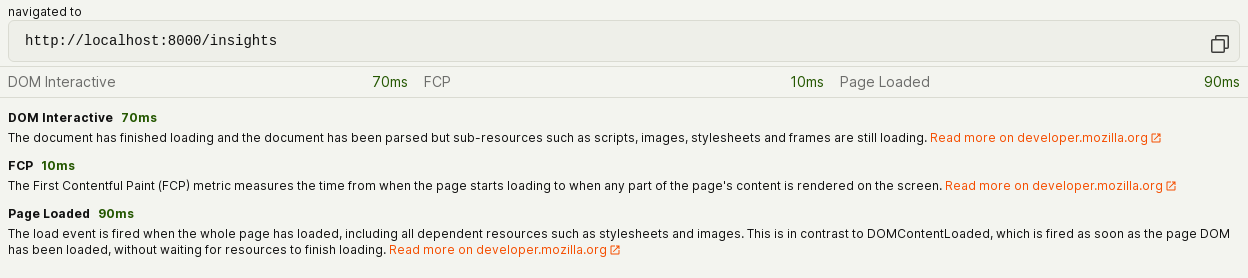 navigated to
http://localhost:8000/insights
DOM Interactive 70ms FCP 10ms Page Loaded 90ms
DOM Interactive 70ms
The document has finished loading and the document has been parsed but sub-resources such as scripts, images, stylesheets and frames are still loading. Read more on developer.mozilla.org
FCP 10ms
The First Contentful Paint (FCP) metric measures the time from when the page starts loading to when any part of the page's content is rendered on the screen. Read more on developer.mozilla.org
Page Loaded 90ms
The load event is fired when the whole page has loaded, including all dependent resources such as stylesheets and images. This is in contrast to DOMContentLoaded, which is fired as soon as the page DOM
has been loaded, without waiting for resources to finish loading. Read more on developer.mozilla.org